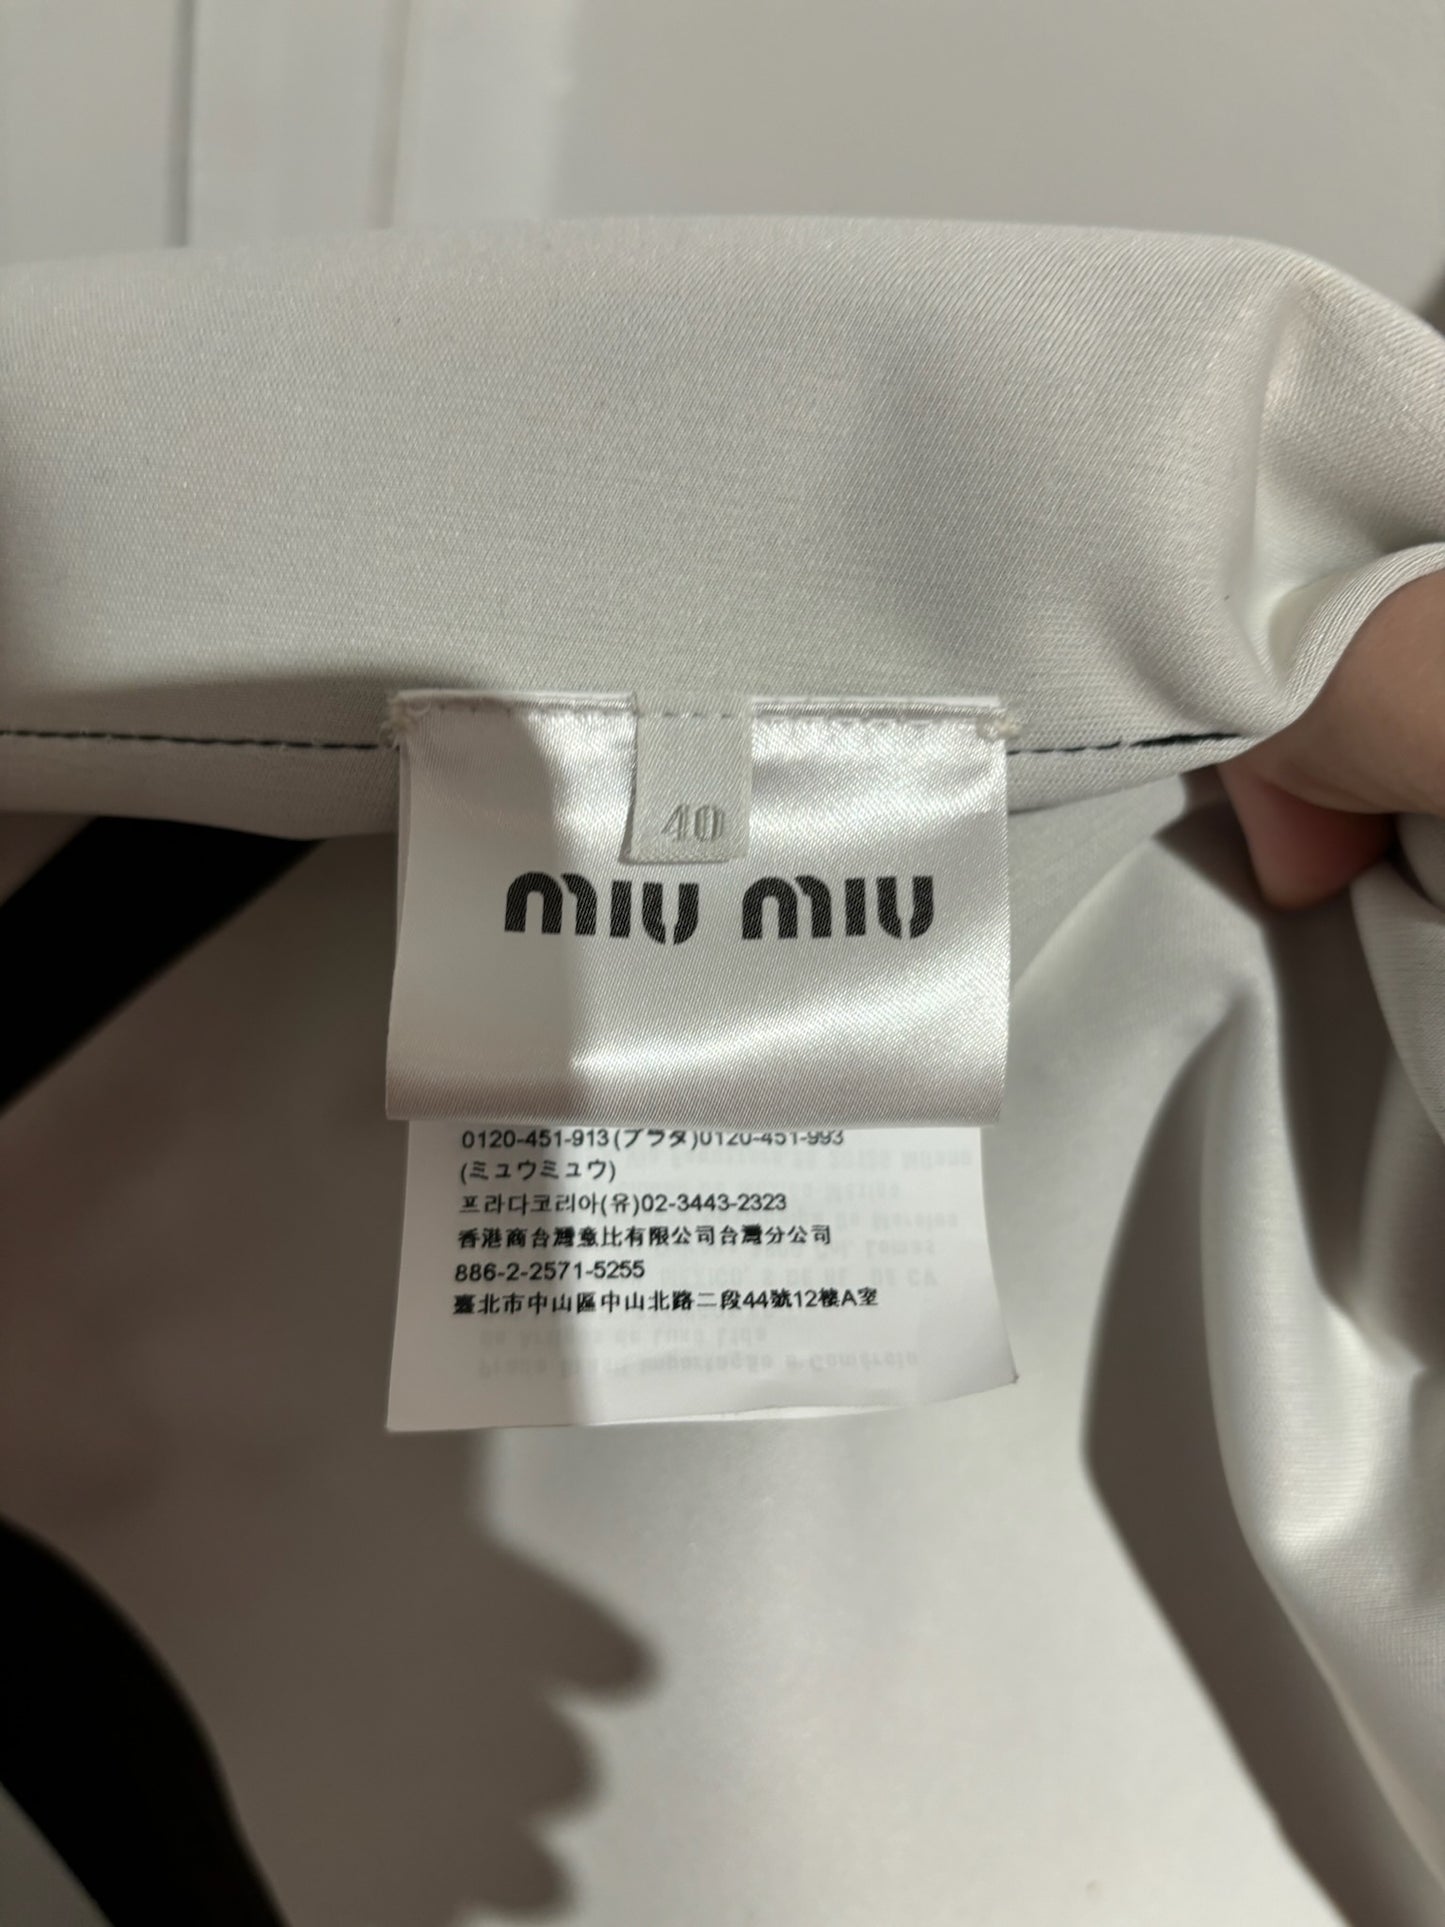 40
miu miu
0120-451-913(プラダ)0120-451-993
(ミュウミュウ)
프라다코리아(유)02-3443-2323
香港商台灣意比有限公司台灣分公司
886-2-2571-5255
臺北市中山區中山北路二段44號12樓A室